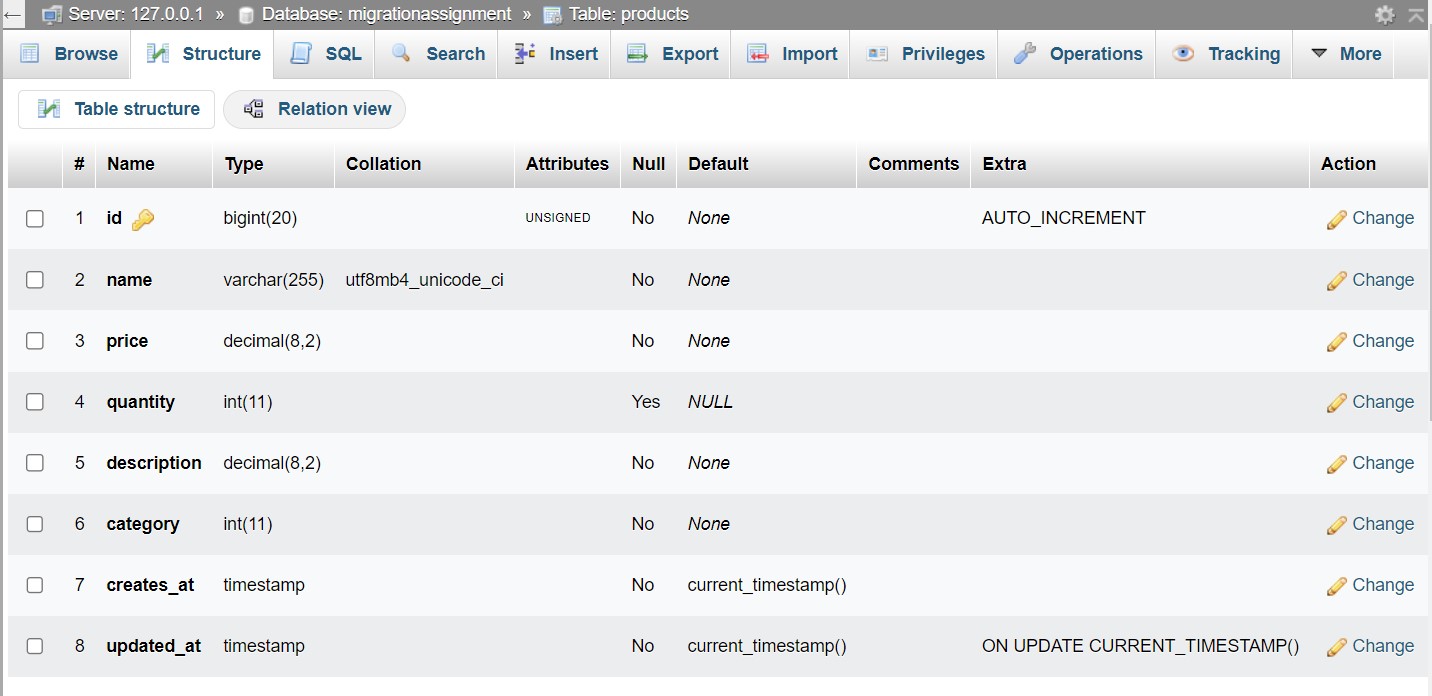 Server: 127.0.0.1 » Database: migrationassignment » Table: products
Browse Structure SQL Search Insert Export Import Privileges Operations Tracking More
Table structure Relation view
# Name Type Collation Attributes Null Default Comments Extra Action
1 id bigint(20) UNSIGNED No None AUTO_INCREMENT Change
2 name varchar(255) utf8mb4_unicode_ci No None Change
3 price decimal(8,2) No None Change
4 quantity int(11) Yes NULL Change
5 description decimal(8,2) No None Change
6 category int(11) No None Change
7 creates_at timestamp No current_timestamp() Change
8 updated_at timestamp No current_timestamp() ON UPDATE CURRENT_TIMESTAMP() Change